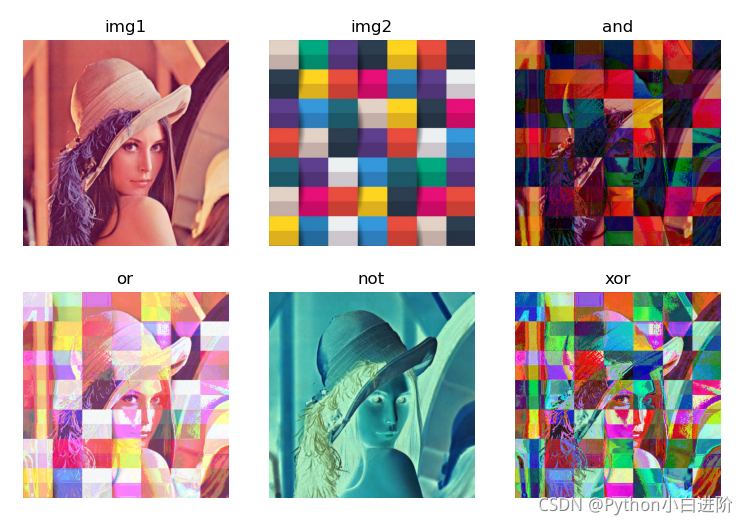 img1
img2
and
or
not
xor
CSDN @Python小白进阶